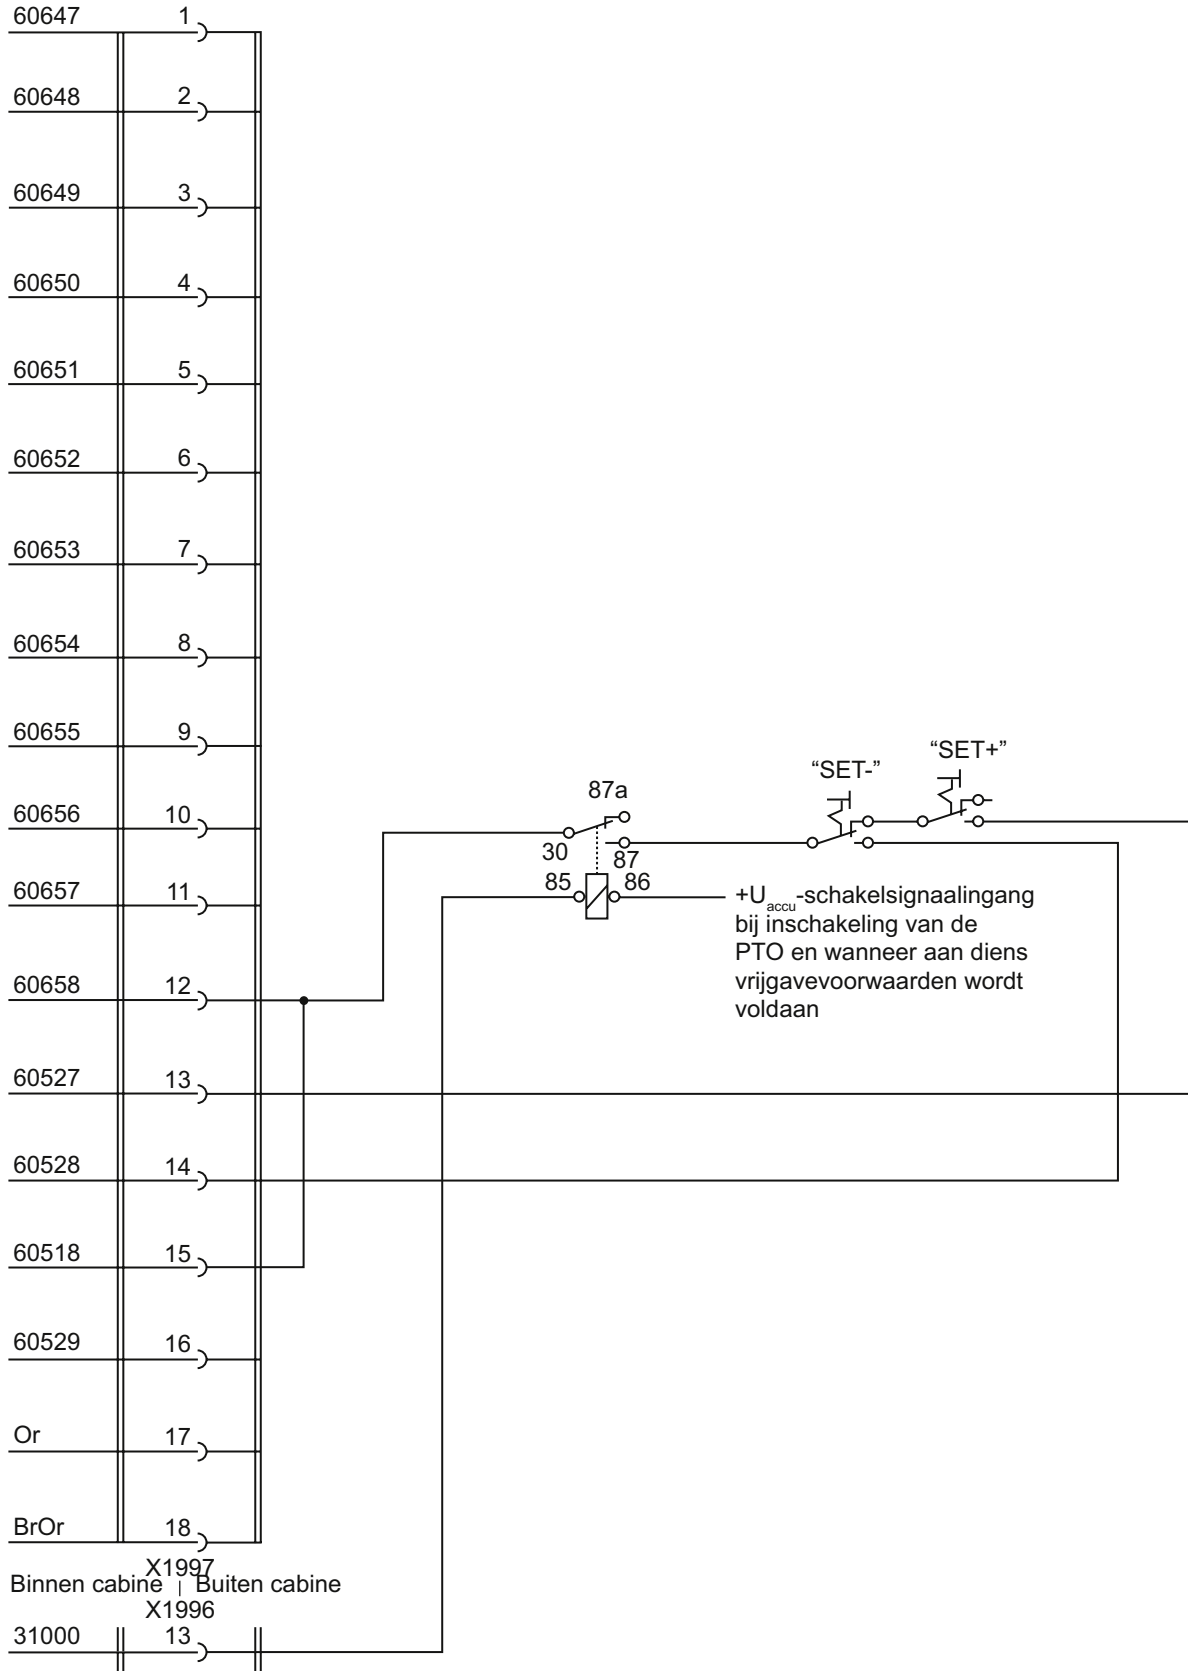 60647 1
60648 2
60649 3
60650 4
60651 5
60652 6
60653 7
60654 8
60655 9
60656 10
60657 11
60658 12
60527 13
60528 14
60518 15
60529 16
Or 17
BrOr 18
X1997
Binnen cabine | Buiten cabine
X1996
31000 13
87a
30
87
85
86
“SET-”
“SET+”
+Uaccu-schakelsignaalingang
bij inschakeling van de
PTO en wanneer aan diens
vrijgavevoorwaarden wordt
voldaan